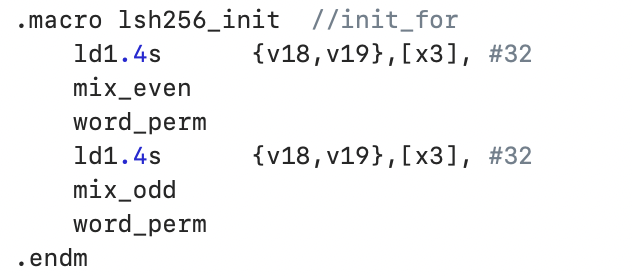 .macro lsh256_init  //init_for
    ld1.4s      {v18,v19},[x3], #32
    mix_even
    word_perm
    ld1.4s      {v18,v19},[x3], #32
    mix_odd
    word_perm
.endm